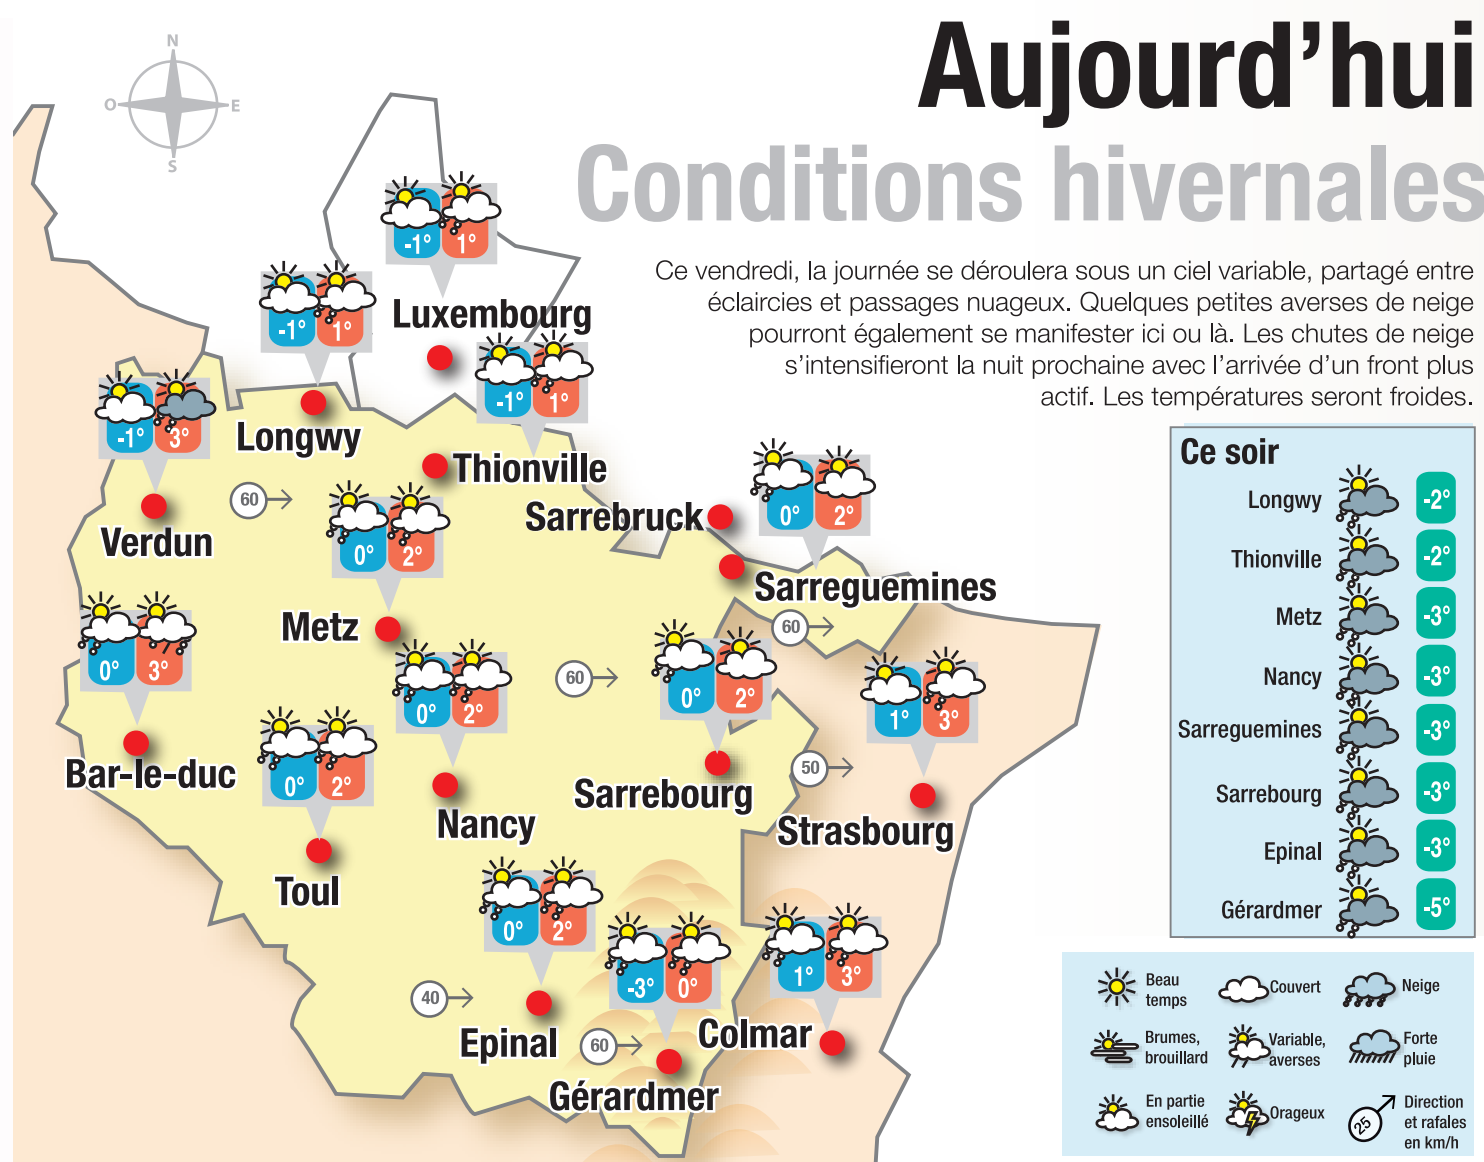 Aujourd'hui
Conditions hivernales
Ce vendredi, la journée se déroulera sous un ciel variable, partagé entre
éclaircies et passages nuageux. Quelques petites averses de neige
pourront également se manifester ici ou là. Les chutes de neige
s'intensifieront la nuit prochaine avec l'arrivée d'un front plus
actif. Les températures seront froides.
N
O
E
S
-1° 1°
Luxembourg
-1° 1°
Longwy
-1° 1°
Thionville
-1° 3°
Verdun
60
0° 2°
Metz
Sarrebruck
0° 2°
Sarreguemines
60
0° 3°
Bar-le-duc
0° 2°
Nancy
60
0° 2°
Sarrebourg
1° 3°
Strasbourg
50
0° 2°
Toul
0° 2°
Epinal
40
-3° 0°
Gérardmer
60
1° 3°
Colmar
Ce soir
Longwy -2°
Thionville -2°
Metz -3°
Nancy -3°
Sarreguemines -3°
Sarrebourg -3°
Epinal -3°
Gérardmer -5°
Beau
temps
Couvert
Neige
Brumes,
brouillard
Variable,
averses
Forte
pluie
En partie
ensoleillé
Orageux
25
Direction
et rafales
en km/h